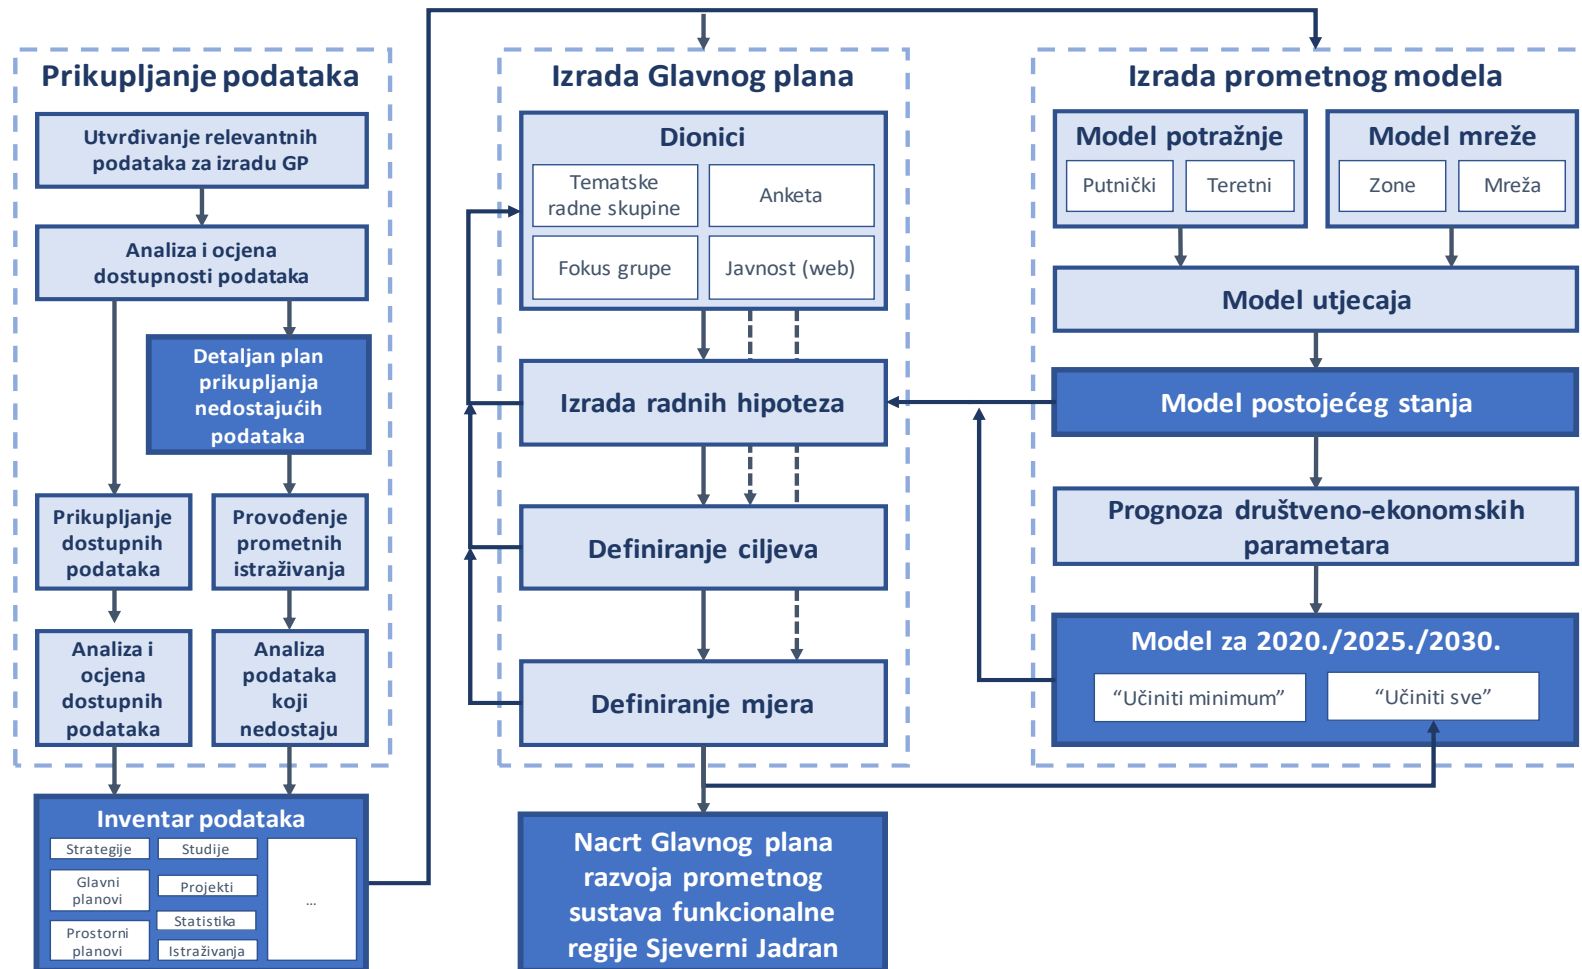 Prikupljanje podataka
Utvrđivanje relevantnih
podataka za izradu GP
Analiza i ocjena
dostupnosti podataka
Detaljan plan
prikupljanja
nedostajućih
podataka
Prikupljanje
dostupnih
podataka
Provođenje
prometnih
istraživanja
Analiza i
ocjena
dostupnih
podataka
Analiza
podataka
koji
nedostaju
Inventar podataka
Strategije
Glavni
planovi
Prostorni
planovi
Studije
Projekti
Statistika
Istraživanja
...
Izrada Glavnog plana
Dionici
Tematske
radne skupine
Anketa
Fokus grupe
Javnost (web)
Izrada radnih hipoteza
Definiranje ciljeva
Definiranje mjera
Nacrt Glavnog plana
razvoja prometnog
sustava funkcionalne
regije Sjeverni Jadran
Izrada prometnog modela
Model potražnje
Putnički
Teretni
Model mreže
Zone
Mreža
Model utjecaja
Model postojećeg stanja
Prognoza društveno-ekonomskih
parametara
Model za 2020./2025./2030.
“Učiniti minimum”
“Učiniti sve”